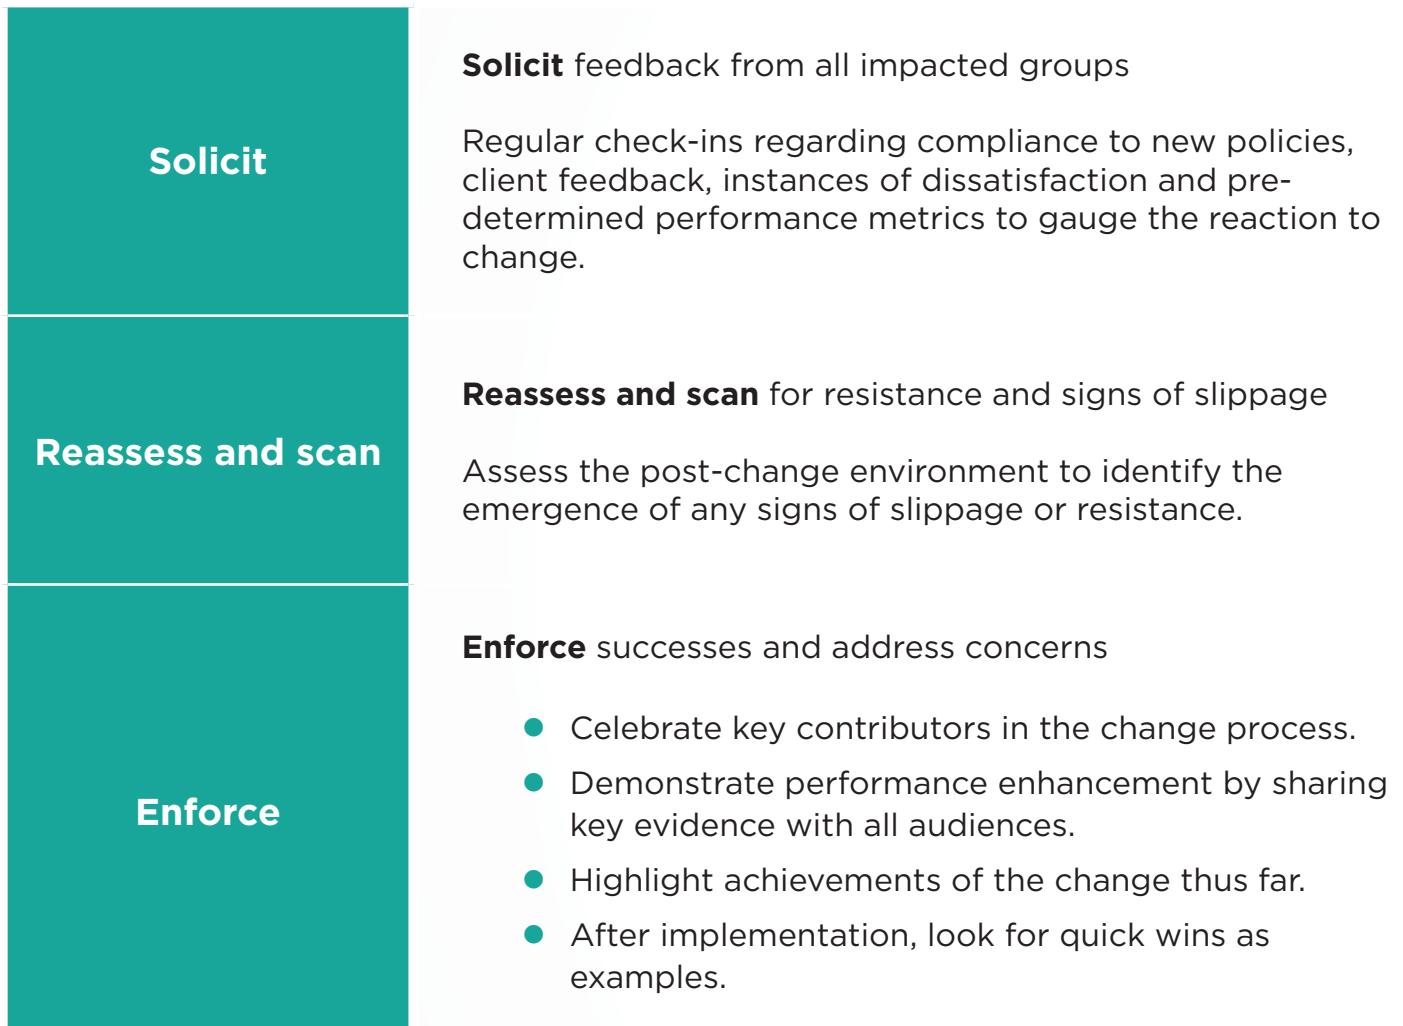 Solicit
Solicit feedback from all impacted groups
Regular check-ins regarding compliance to new policies,
client feedback, instances of dissatisfaction and pre-
determined performance metrics to gauge the reaction to
change.
Reassess and scan
Reassess and scan for resistance and signs of slippage
Assess the post-change environment to identify the
emergence of any signs of slippage or resistance.
Enforce
Enforce successes and address concerns
● Celebrate key contributors in the change process.
● Demonstrate performance enhancement by sharing
key evidence with all audiences.
● Highlight achievements of the change thus far.
● After implementation, look for quick wins as
examples.